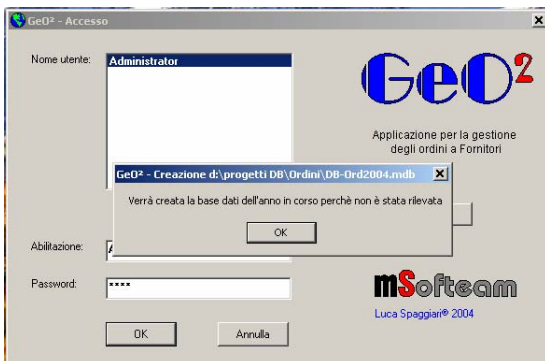 GeO² - Accesso
Nome utente:
Administrator
GeO²
Applicazione per la gestione
degli ordini a Fornitori
GeO² - Creazione d:\progetti DB\Ordini\DB-Ord2004.mdb
Verrà creata la base dati dell'anno in corso perchè non è stata rilevata
OK
Abilitazione:
Password:
****
mSofteam
Luca Spaggiari® 2004
OK
Annulla